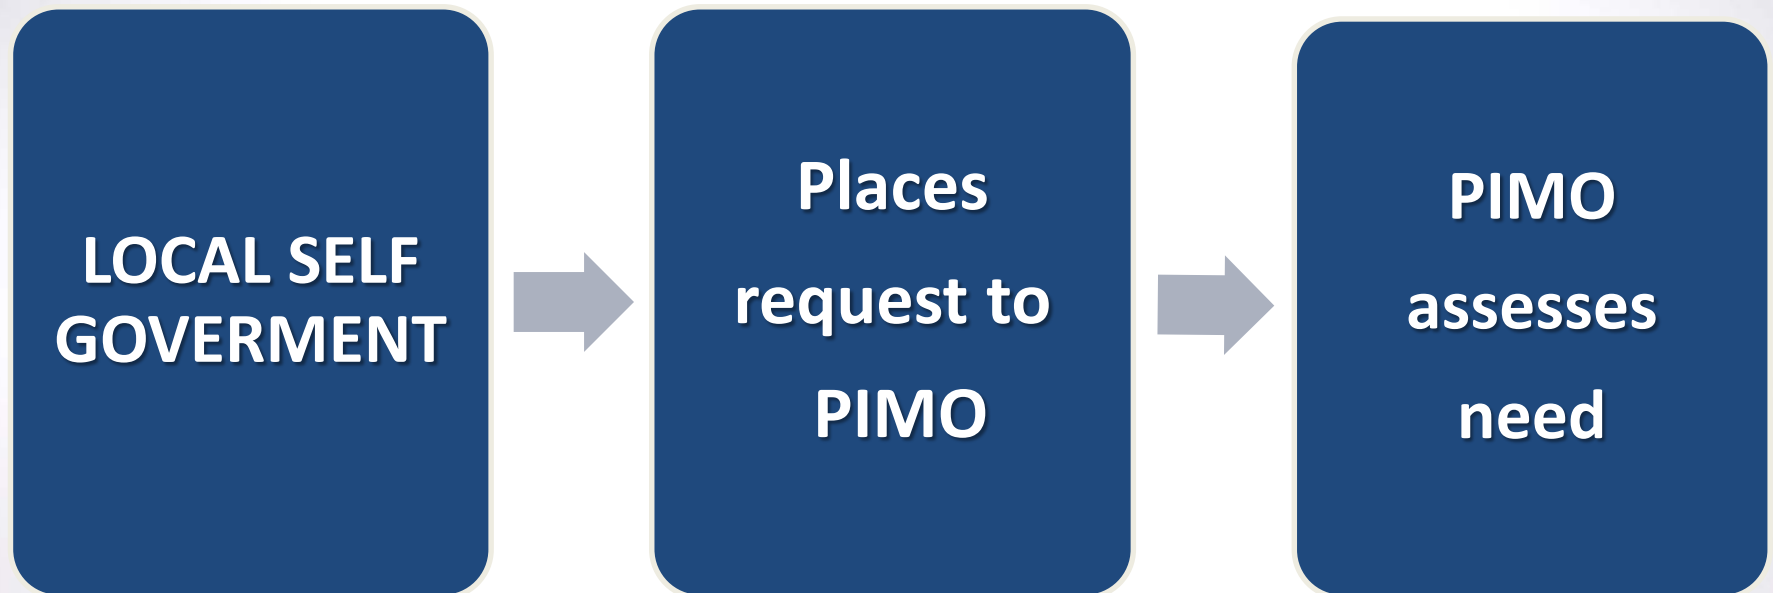 LOCAL SELF
GOVERMENT
Places
request to
PIMO
PIMO
assesses
need